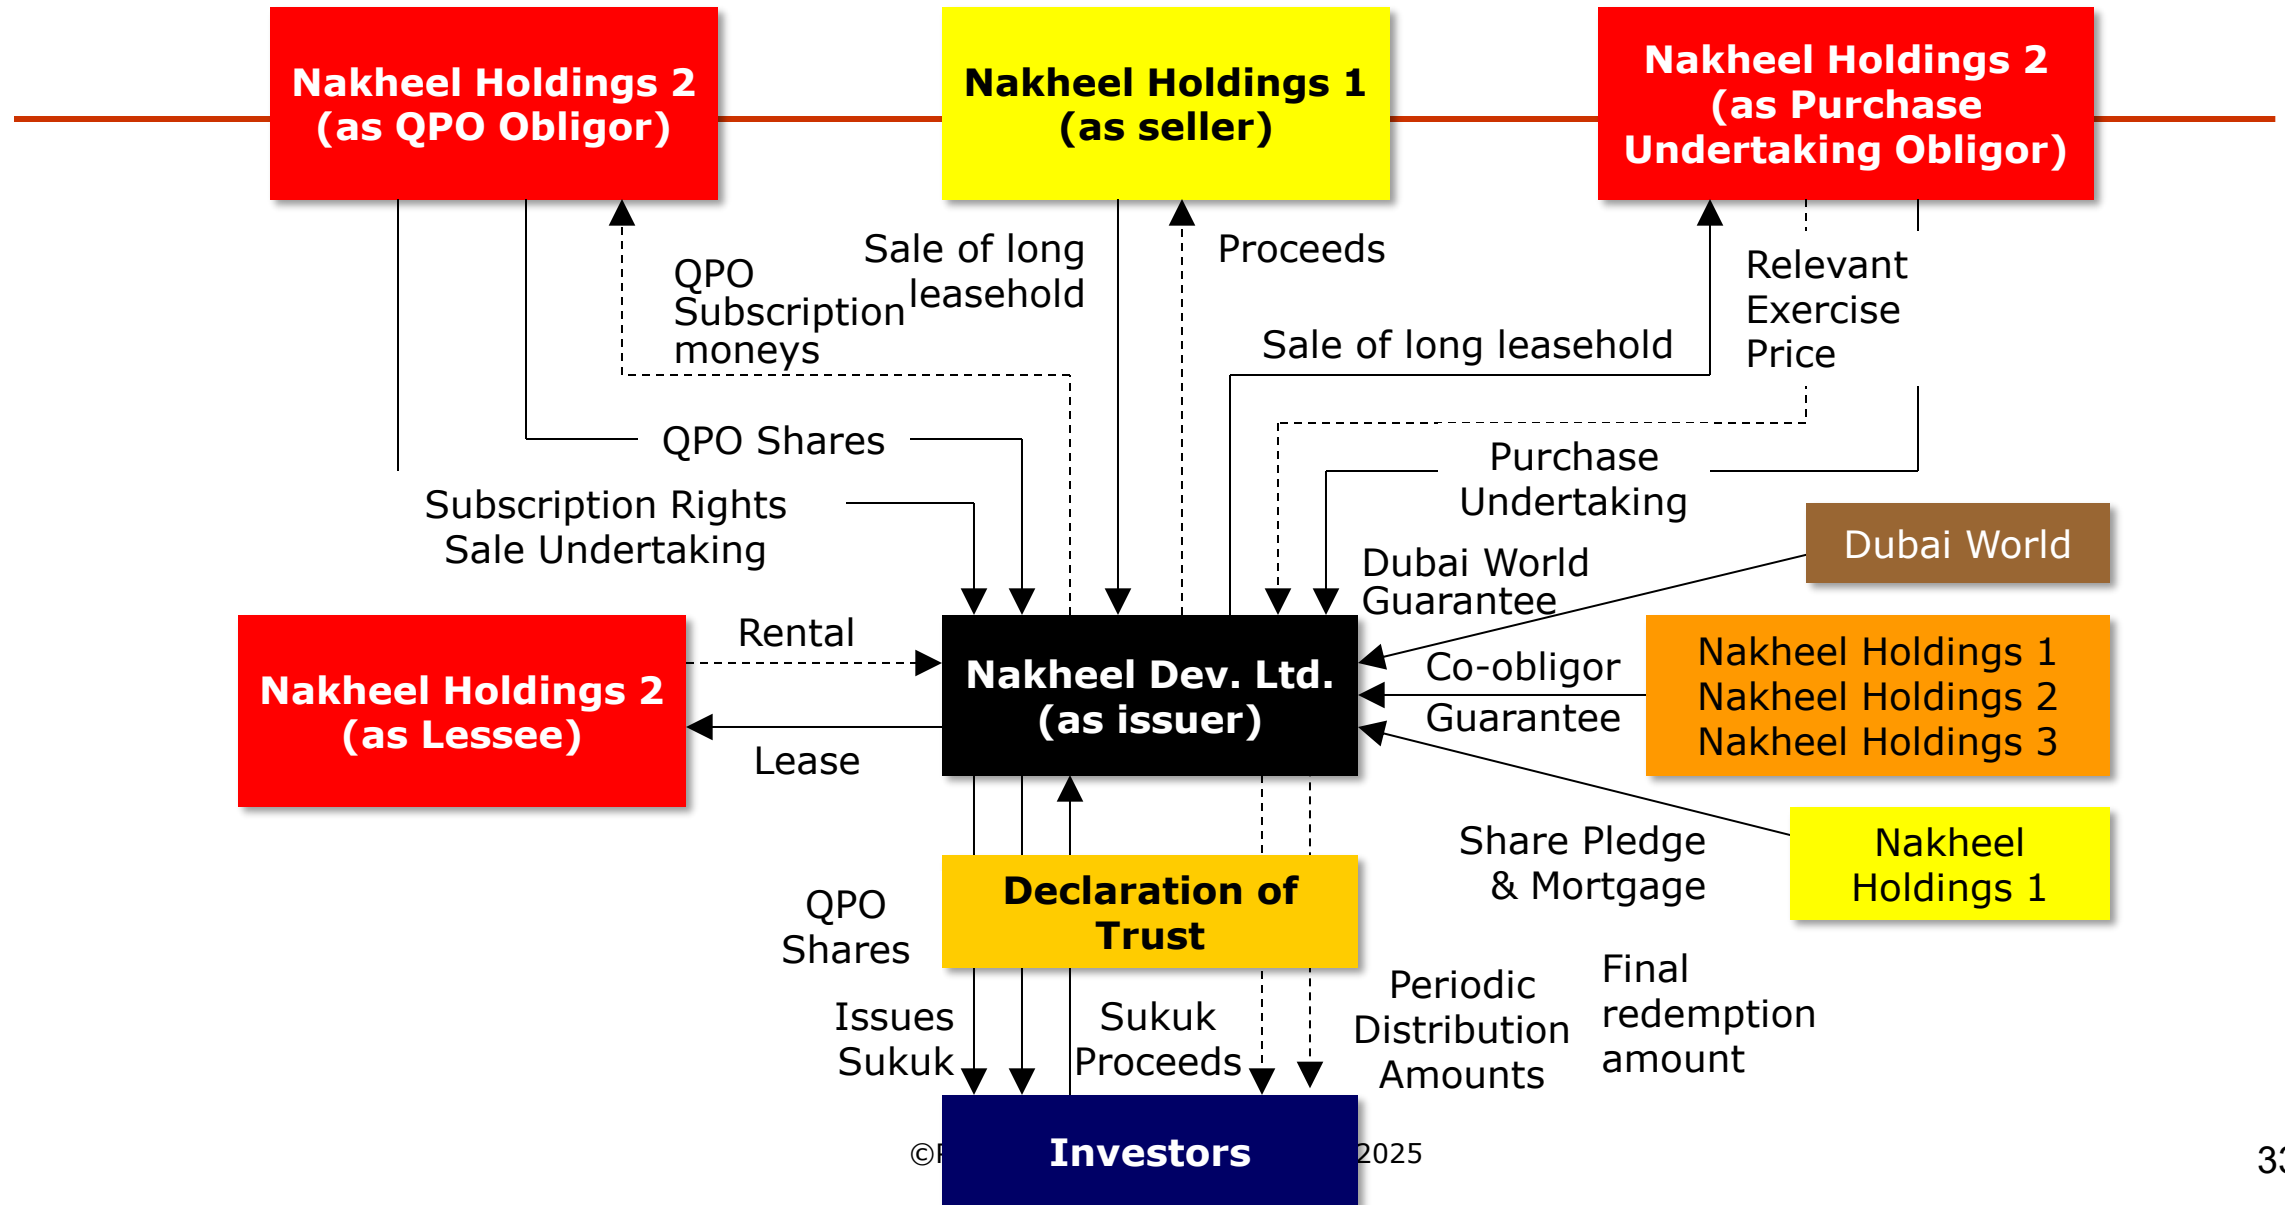 Nakheel Holdings 2
(as QPO Obligor)
Nakheel Holdings 1
(as seller)
Nakheel Holdings 2
(as Purchase
Undertaking Obligor)
QPO
Subscription
moneys
Sale of long
leasehold
Proceeds
Sale of long leasehold
Relevant
Exercise
Price
QPO Shares
Subscription Rights
Sale Undertaking
Purchase
Undertaking
Dubai World
Dubai World
Guarantee
Rental
Nakheel Holdings 2
(as Lessee)
Lease
Nakheel Dev. Ltd.
(as issuer)
Co-obligor
Guarantee
Nakheel Holdings 1
Nakheel Holdings 2
Nakheel Holdings 3
Share Pledge
& Mortgage
Nakheel
Holdings 1
QPO
Shares
Declaration of
Trust
Issues
Sukuk
Sukuk
Proceeds
Periodic
Distribution
Amounts
Final
redemption
amount
Investors
2025